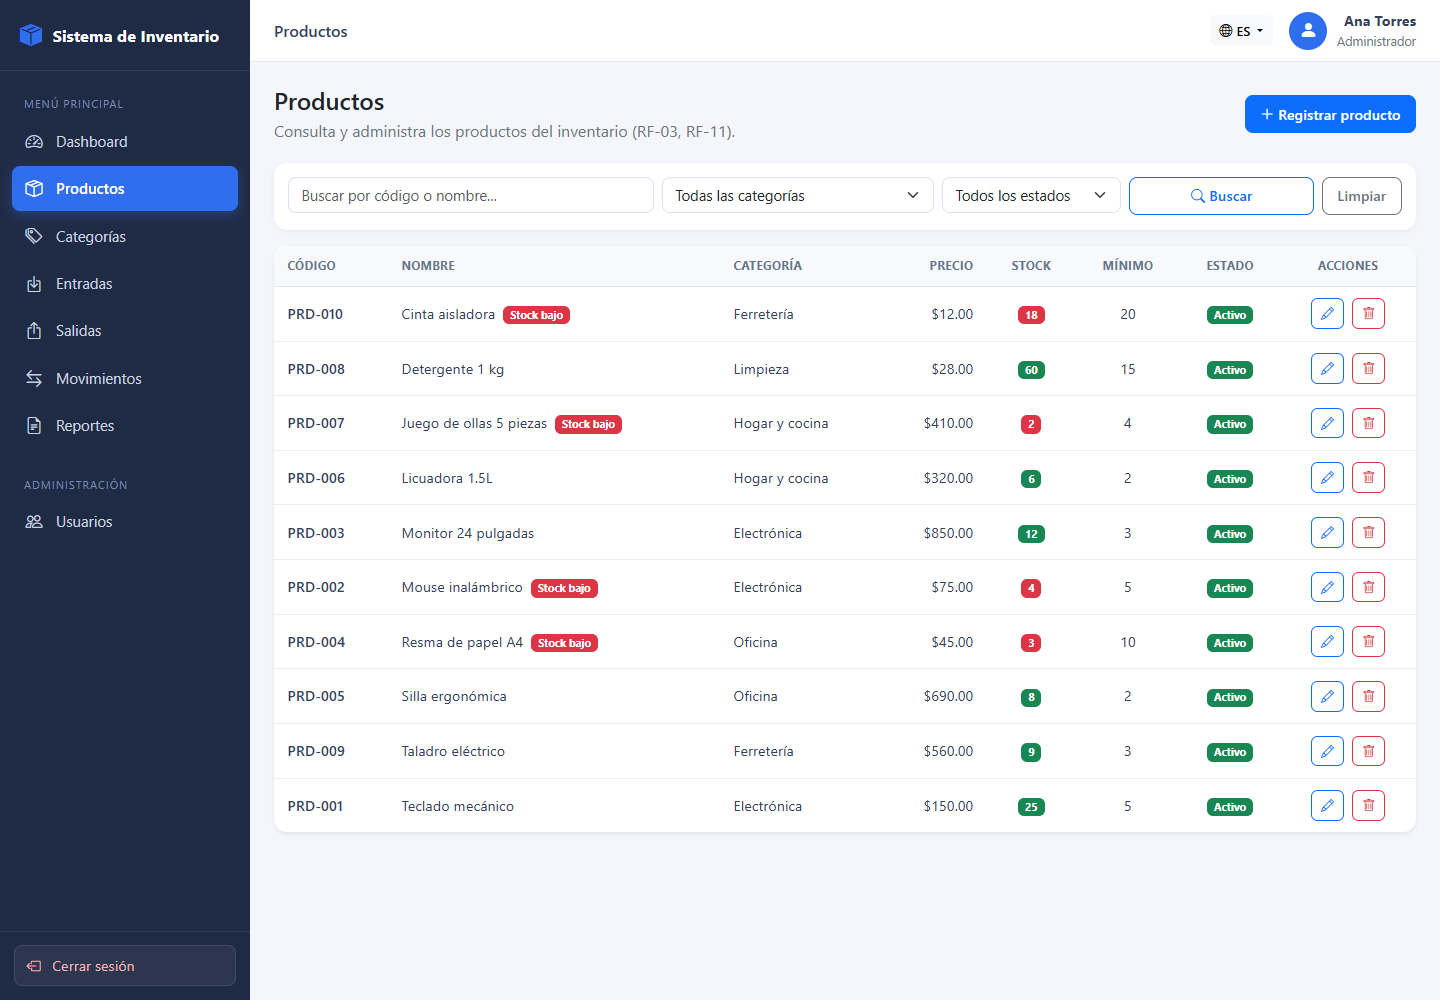 Sistema de Inventario
MENÚ PRINCIPAL
Dashboard
Productos
Categorías
Entradas
Salidas
Movimientos
Reportes
ADMINISTRACIÓN
Usuarios
Cerrar sesión
Productos
ES
Ana Torres
Administrador
Productos
Consulta y administra los productos del inventario (RF-03, RF-11).
Registrar producto
Buscar por código o nombre... Todas las categorías Todos los estados Buscar Limpiar
CÓDIGO NOMBRE CATEGORÍA PRECIO STOCK MÍNIMO ESTADO ACCIONES
PRD-010 Cinta aisladora Stock bajo Ferretería $12.00 18 20 Activo
PRD-008 Detergente 1 kg Limpieza $28.00 60 15 Activo
PRD-007 Juego de ollas 5 piezas Stock bajo Hogar y cocina $410.00 2 4 Activo
PRD-006 Licuadora 1.5L Hogar y cocina $320.00 6 2 Activo
PRD-003 Monitor 24 pulgadas Electrónica $850.00 12 3 Activo
PRD-002 Mouse inalámbrico Stock bajo Electrónica $75.00 4 5 Activo
PRD-004 Resma de papel A4 Stock bajo Oficina $45.00 3 10 Activo
PRD-005 Silla ergonómica Oficina $690.00 8 2 Activo
PRD-009 Taladro eléctrico Ferretería $560.00 9 3 Activo
PRD-001 Teclado mecánico Electrónica $150.00 25 5 Activo